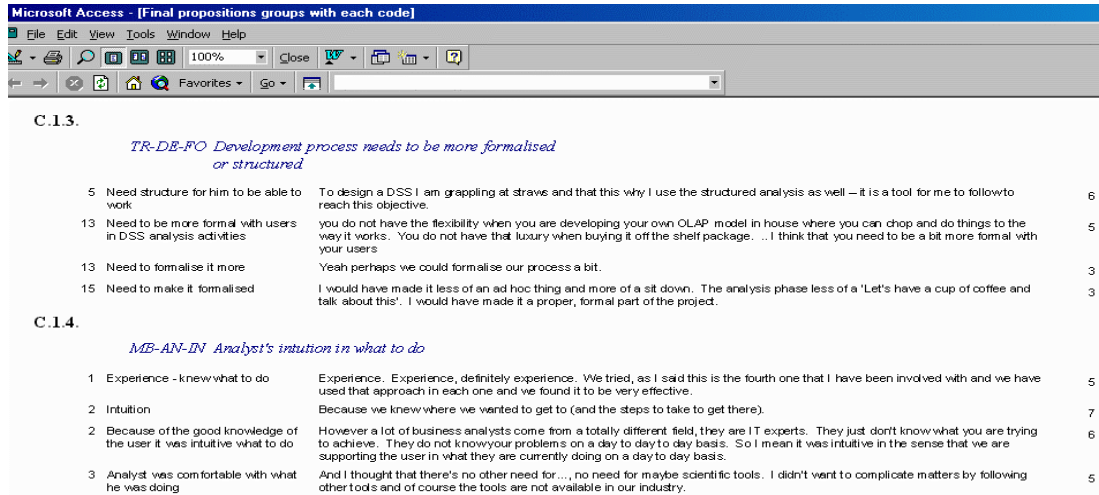 Microsoft Access - [Final propositions groups with each code]
File Edit View Tools Window Help
100% Close
Favorites Go
C.1.3.
TR-DE-FO Development process needs to be more formalised
or structured
5 Need structure for him to be able to To design a DSS I am grappling at straws and that this why I use the structured analysis as well – it is a tool for me to follow to 6
work reach this objective.
13 Need to be more formal with users you do not have the flexibility when you are developing your own OLAP model in house where you can chop and do things to the 5
in DSS analysis activities way it works. You do not have that luxury when buying it off the shelf package. .. I think that you need to be a bit more formal with
your users
13 Need to formalise it more Yeah perhaps we could formalise our process a bit. 3
15 Need to make it formalised I would have made it less of an ad hoc thing and more of a sit down. The analysis phase less of a 'Let's have a cup of coffee and 3
talk about this'. I would have made it a proper, formal part of the project.
C.1.4.
MB-AN-IN Analyst's intution in what to do
1 Experience - knew what to do Experience. Experience, definitely experience. We tried, as I said this is the fourth one that I have been involved with and we have 5
used that approach in each one and we found it to be very effective.
2 Intuition Because we knew where we wanted to get to (and the steps to take to get there). 7
2 Because of the good knowledge of However a lot of business analysts come from a totally different field, they are IT experts. They just don't know what you are trying 6
the user it was intuitive what to do to achieve. They do not know your problems on a day to day to day basis. So I mean it was intuitive in the sense that we are
supporting the user in what they are currently doing on a day to day basis.
3 Analyst was comfortable with what And I thought that there's no other need for..., no need for maybe scientific tools. I didn't want to complicate matters by following 5
he was doing other tools and of course the tools are not available in our industry.